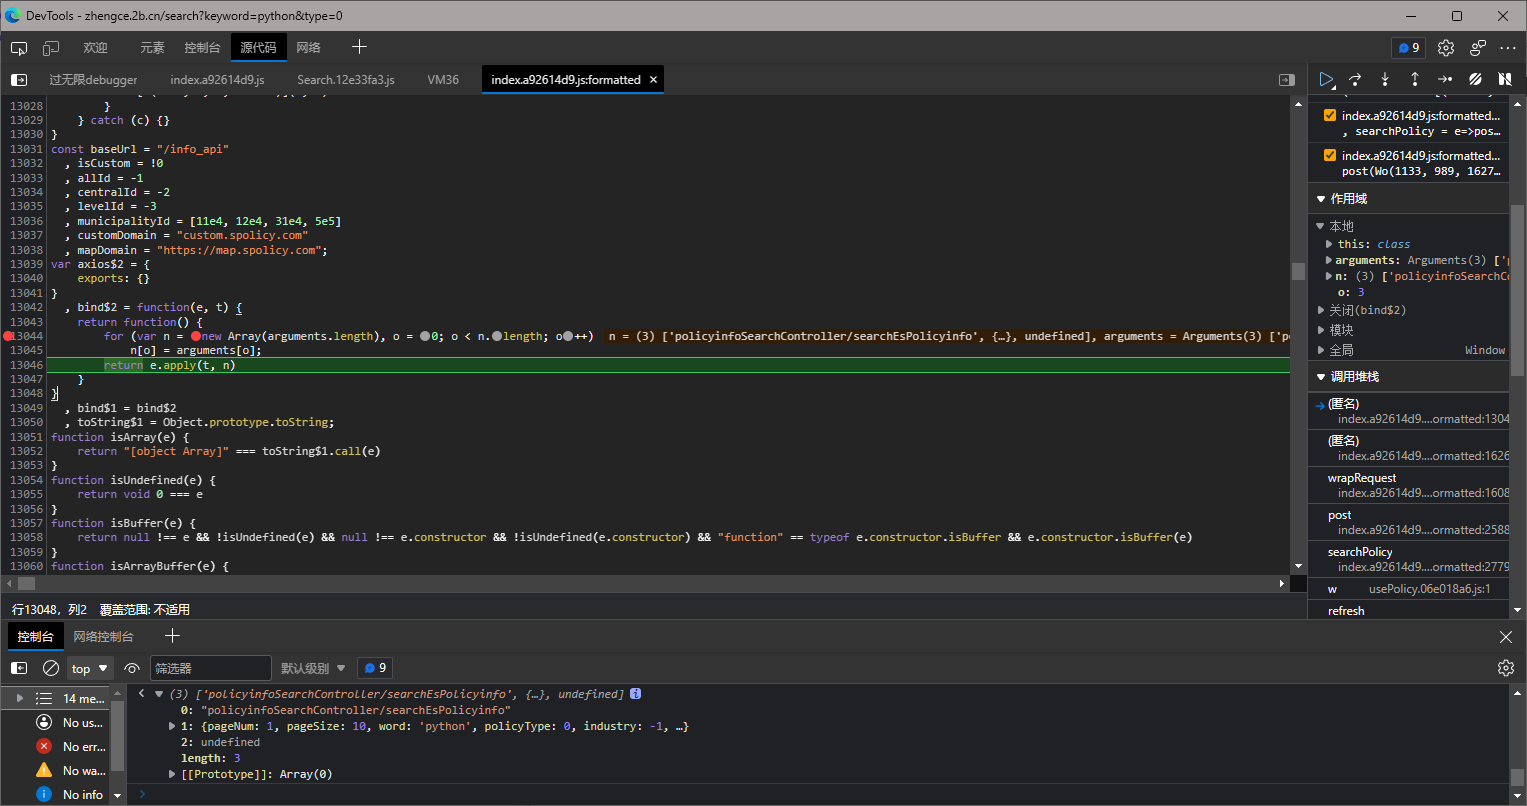 DevTools - zhengce.2b.cn/search?keyword=python&type=0
欢迎 元素 控制台 源代码 网络 9
过无限debugger index.a92614d9.js Search.12e33fa3.js VM36 index.a92614d9.js:formatted ×
13028 }
13029 } catch (c) {}
13030 }
13031 const baseUrl = "/info_api"
13032 , isCustom = !0
13033 , allId = -1
13034 , centralId = -2
13035 , levelId = -3
13036 , municipalityId = [11e4, 12e4, 31e4, 5e5]
13037 , customDomain = "custom.spolicy.com"
13038 , mapDomain = "https://map.spolicy.com";
13039 var axios$2 = {
13040 exports: {}
13041 }
13042 , bind$2 = function(e, t) {
13043 return function() {
13044 for (var n = new Array(arguments.length), o = 0; o < n.length; o++) n = (3) ['policyinfoSearchController/searchEsPolicyinfo', {…}, undefined], arguments = Arguments(3) ['po
13045 n[o] = arguments[o];
13046 return e.apply(t, n)
13047 }
13048 }
13049 , bind$1 = bind$2
13050 , toString$1 = Object.prototype.toString;
13051 function isArray(e) {
13052 return "[object Array]" === toString$1.call(e)
13053 }
13054 function isUndefined(e) {
13055 return void 0 === e
13056 }
13057 function isBuffer(e) {
13058 return null !== e && !isUndefined(e) && null !== e.constructor && !isUndefined(e.constructor) && "function" == typeof e.constructor.isBuffer && e.constructor.isBuffer(e)
13059 }
13060 function isArrayBuffer(e) {
行13048，列2 覆盖范围: 不适用
index.a92614d9.js:formatted...
, searchPolicy = e=>pos…
index.a92614d9.js:formatted...
post(Wo(1133, 989, 1627…
作用域
本地
this: class
arguments: Arguments(3) ['p
n: (3) ['policyinfoSearchCo
o: 3
关闭(bind$2)
模块
全局 Window
调用堆栈
(匿名)
index.a92614d9....ormatted:1304
(匿名)
index.a92614d9....ormatted:1626
wrapRequest
index.a92614d9....ormatted:1608
post
index.a92614d9....ormatted:2588
searchPolicy
index.a92614d9....ormatted:2779
w usePolicy.06e018a6.js:1
refresh
控制台 网络控制台
top 筛选器 默认级别 9
14 me...
No us...
No err...
No wa...
No info
(3) ['policyinfoSearchController/searchEsPolicyinfo', {…}, undefined]
0: "policyinfoSearchController/searchEsPolicyinfo"
1: {pageNum: 1, pageSize: 10, word: 'python', policyType: 0, industry: -1, …}
2: undefined
length: 3
[[Prototype]]: Array(0)